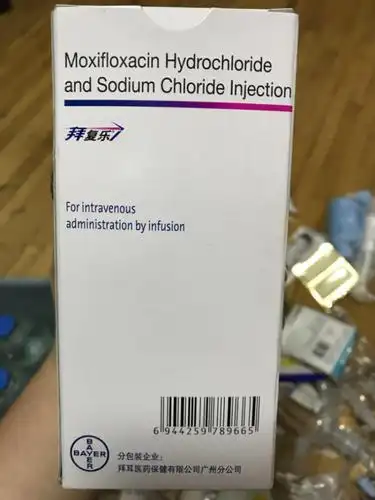 Moxifloxacin Hydrochloride
and Sodium Chloride Injection
拜复乐
For intravenous
administration by infusion
6 944259 789665
BAYER
BAYER
分包装企业：
拜耳医药保健有限公司广州分公司